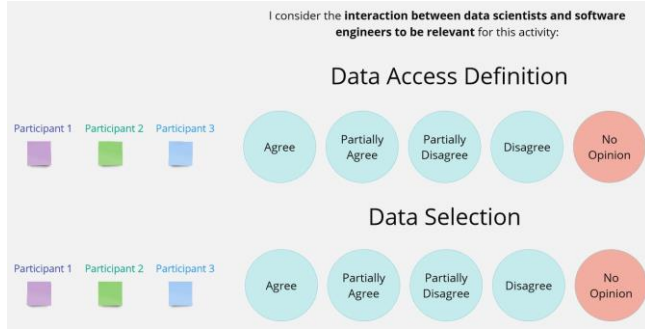 I consider the interaction between data scientists and software
engineers to be relevant for this activity:
Data Access Definition
Participant 1 Participant 2 Participant 3
Agree
Partially
Agree
Partially
Disagree
Disagree
No
Opinion
Data Selection
Participant 1 Participant 2 Participant 3
Agree
Partially
Agree
Partially
Disagree
Disagree
No
Opinion